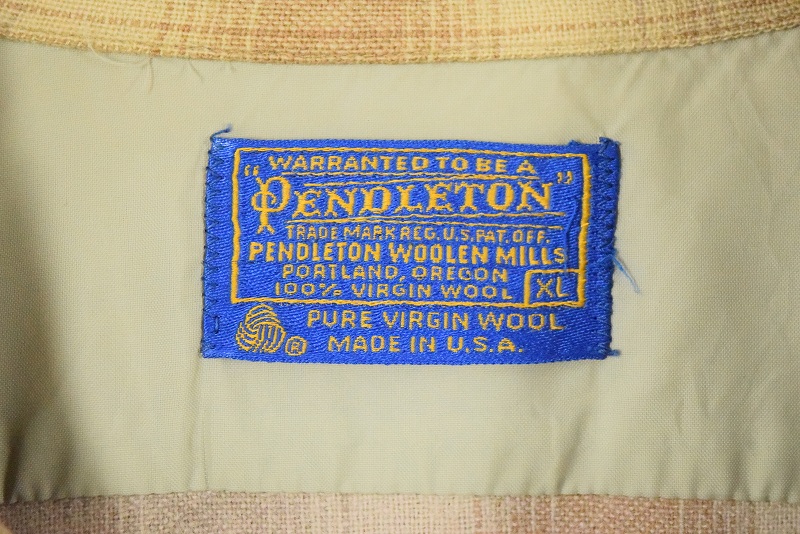 WARRANTED TO BE A
"PENDLETON"
TRADE MARK REG. U.S. PAT. OFF.
PENDLETON WOOLEN MILLS
PORTLAND, OREGON
100% VIRGIN WOOL XL
® PURE VIRGIN WOOL
MADE IN U.S.A.